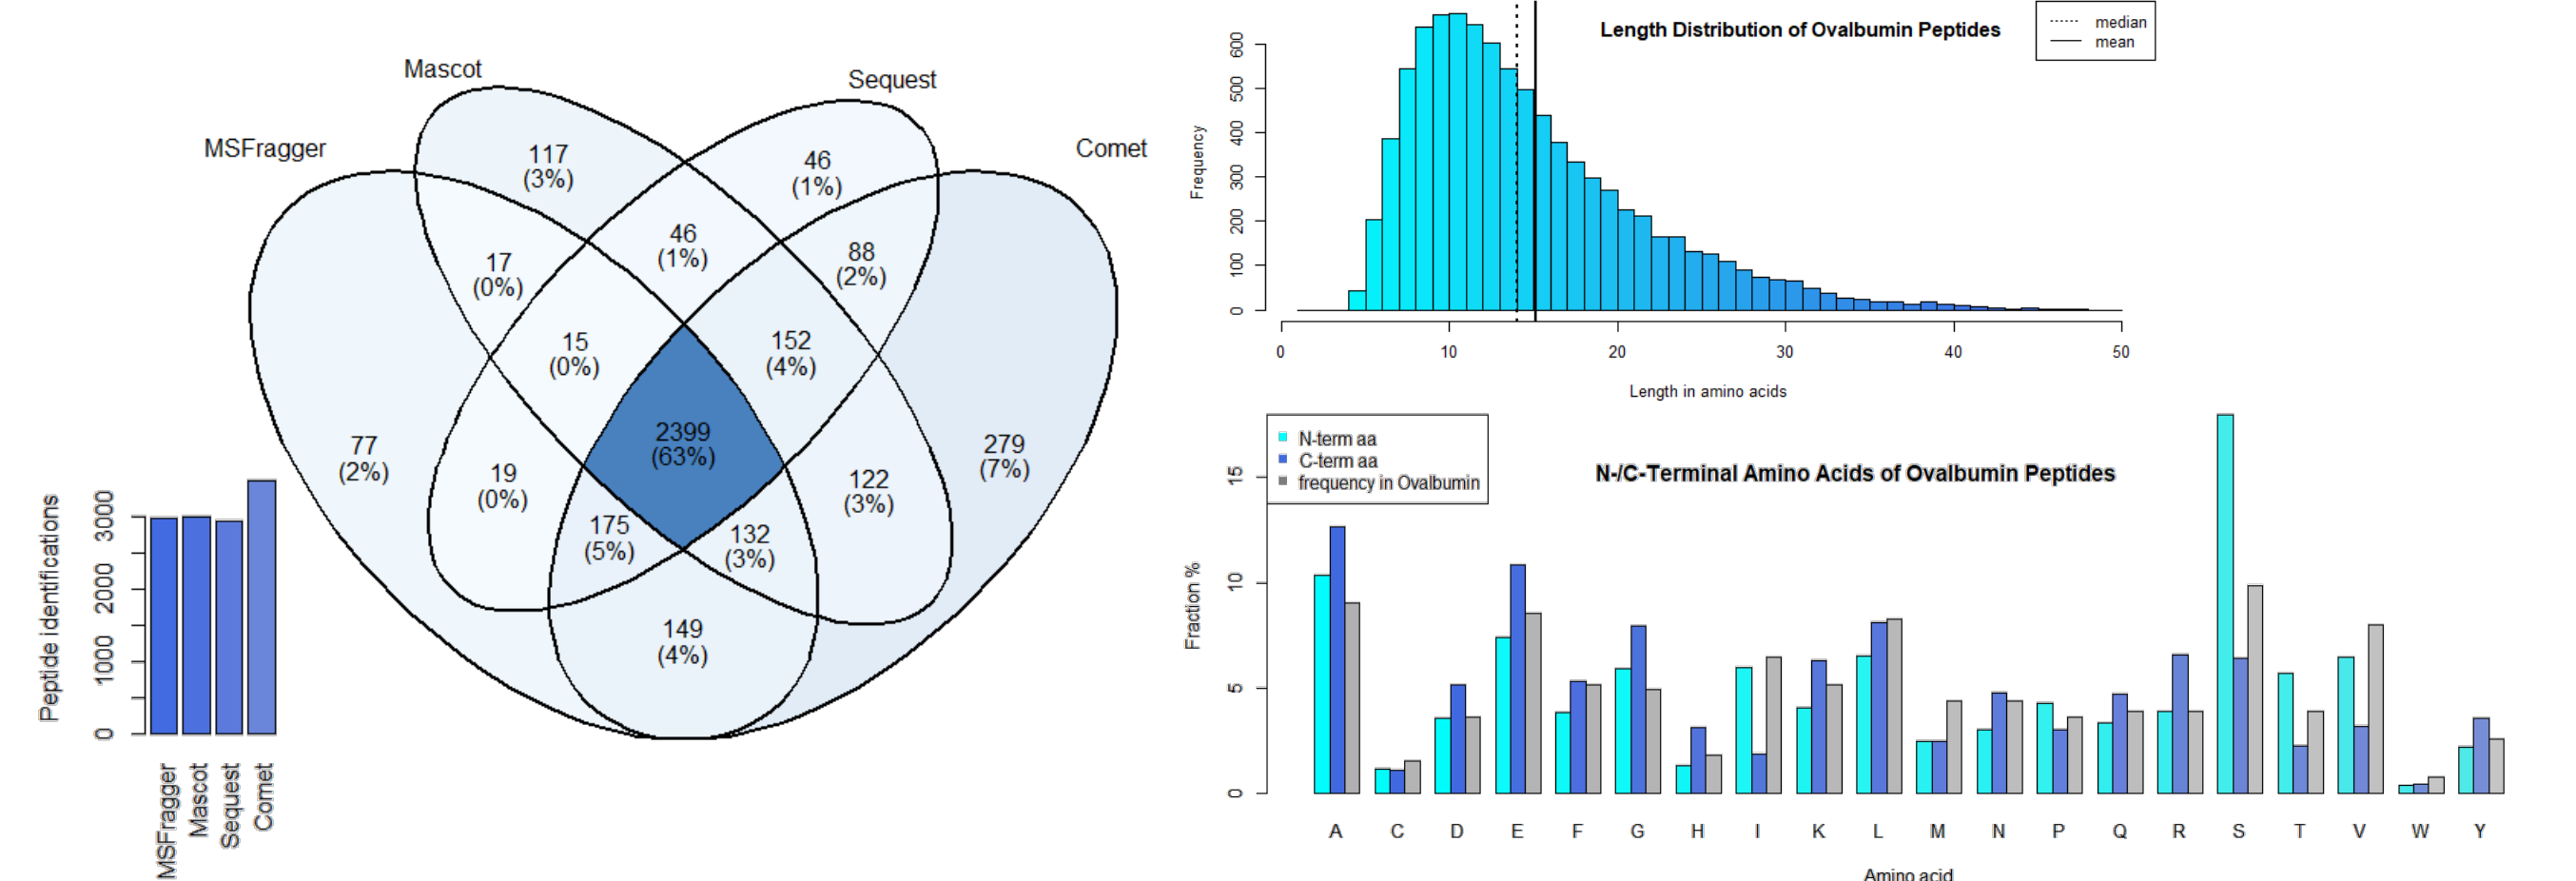 Mascot
Sequest
MSFragger
Comet
117
(3%)
46
(1%)
46
(1%)
17
(0%)
88
(2%)
15
(0%)
152
(4%)
2399
(63%)
77
(2%)
19
(0%)
279
(7%)
122
(3%)
175
(5%)
132
(3%)
149
(4%)
Peptide identifications
0
1000
2000
3000
MSFragger
Mascot
Sequest
Comet
Length Distribution of Ovalbumin Peptides
median
mean
Frequency
0
100
200
300
400
500
600
0 10 20 30 40 50
Length in amino acids
N-term aa
C-term aa
frequency in Ovalbumin
N-/C-Terminal Amino Acids of Ovalbumin Peptides
Fraction %
0
5
10
15
A C D E F G H I K L M N P Q R S T V W Y
Amino acid